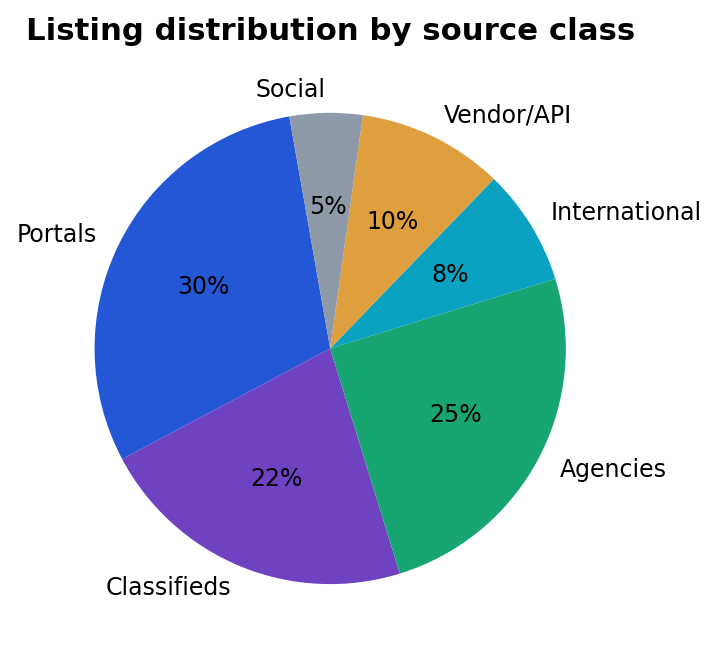 Listing distribution by source class
Social
Vendor/API
5%
10%
International
Portals
8%
30%
25%
Agencies
22%
Classifieds